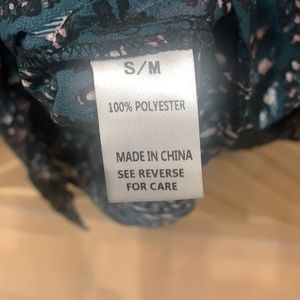 S/M
100% POLYESTER
MADE IN CHINA
SEE REVERSE
FOR CARE